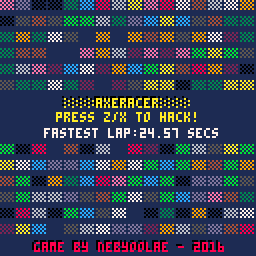 AXERACER
PRESS Z/X TO HACK!
FASTEST LAP:24.57 SECS
GAME BY NEBYOOLAE - 2016